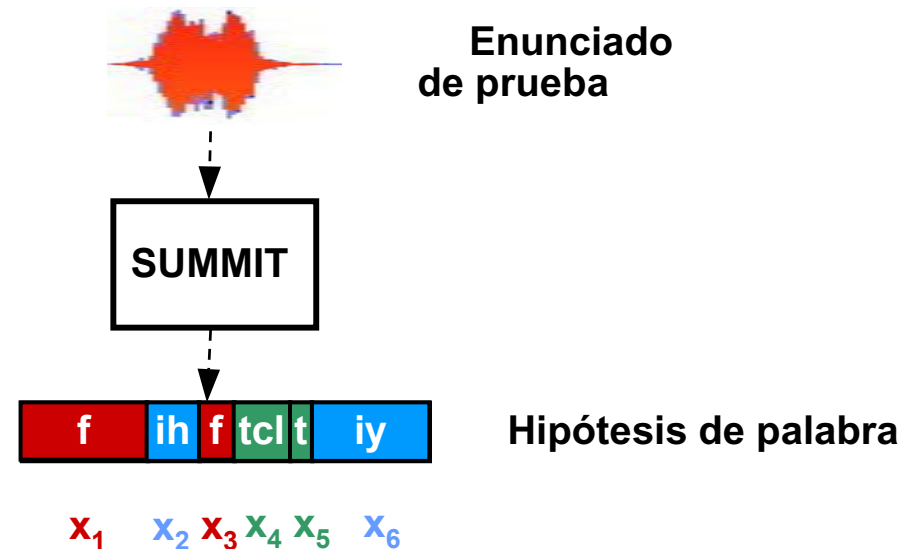 Enunciado
de prueba
SUMMIT
f ih f tcl t iy
Hipótesis de palabra
x₁ x₂ x₃ x₄ x₅ x₆